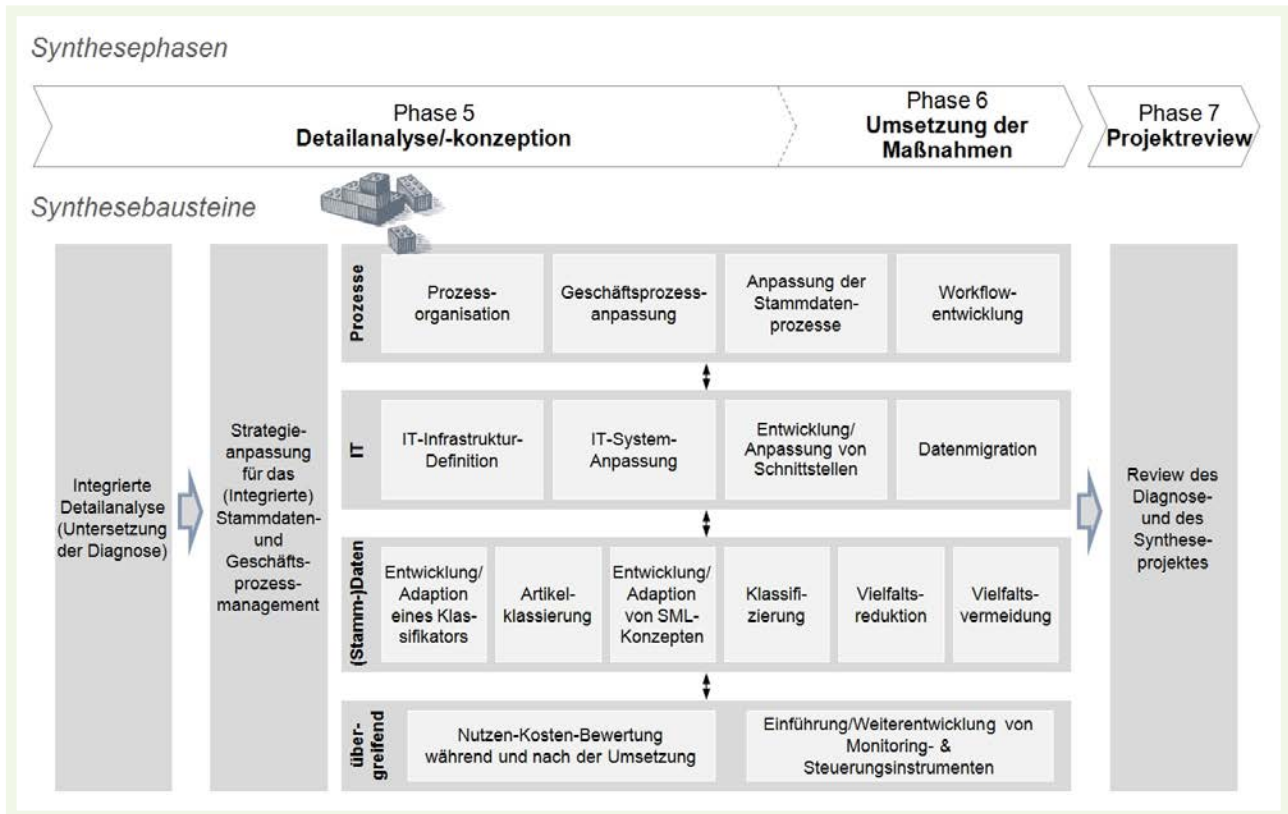 Synthesephasen
Phase 5
Detailanalyse/-konzeption
Phase 6
Umsetzung der
Maßnahmen
Phase 7
Projektreview
Synthesebausteine
Integrierte
Detailanalyse
(Untersetzung
der Diagnose)
Strategie-
anpassung
für das
(Integrierte)
Stammdaten-
und
Geschäfts-
prozess-
management
Prozesse
Prozess-
organisation
Geschäftsprozess-
anpassung
Anpassung der
Stammdaten-
prozesse
Workflow-
entwicklung
IT
IT-Infrastruktur-
Definition
IT-System-
Anpassung
Entwicklung/
Anpassung von
Schnittstellen
Datenmigration
(Stamm-)Daten
Entwicklung/
Adaption
eines Klas-
sifikators
Artikel-
klassierung
Entwicklung/
Adaption
von SML-
Konzepten
Klassifi-
zierung
Vielfalts-
reduktion
Vielfalts-
vermeidung
über-
greifend
Nutzen-Kosten-Bewertung
während und nach der Umsetzung
Einführung/Weiterentwicklung von
Monitoring- &
Steuerungsinstrumenten
Review des
Diagnose-
und des
Synthese-
projektes